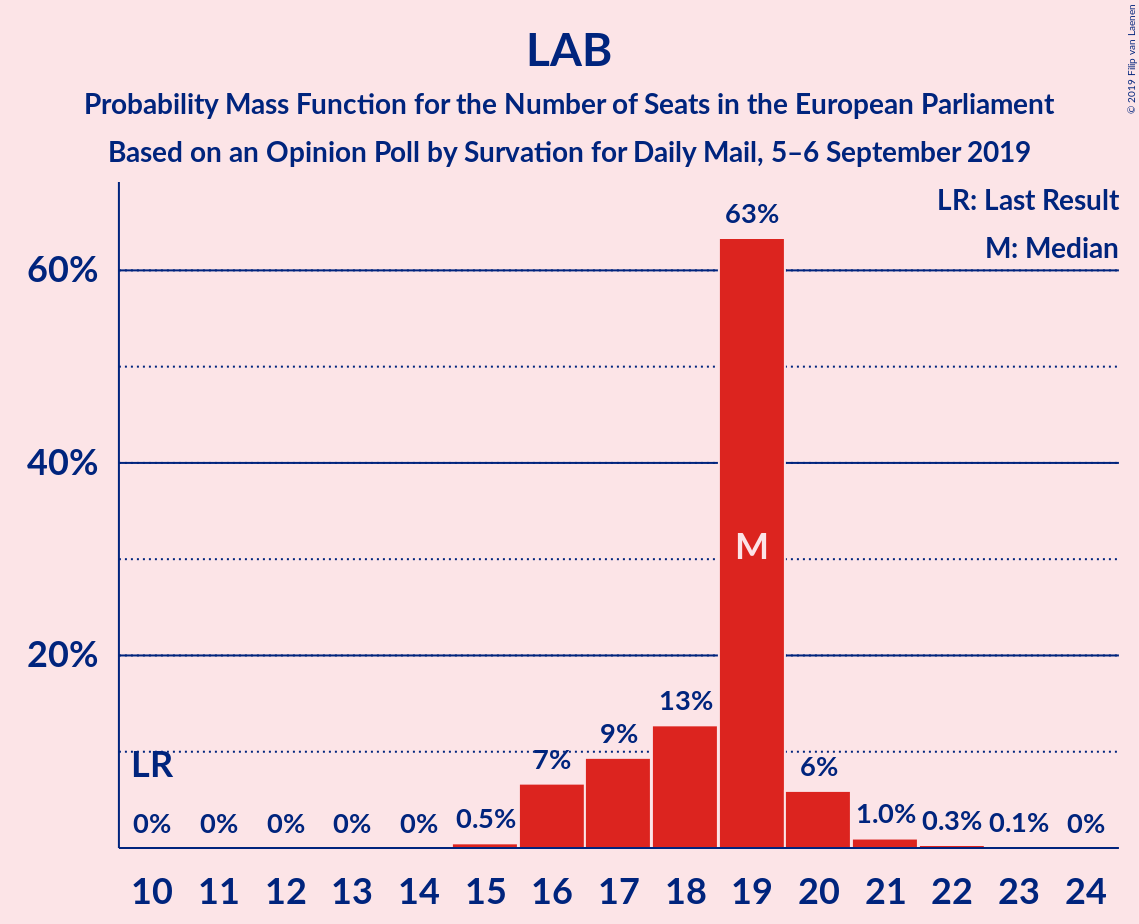 LAB
Probability Mass Function for the Number of Seats in the European Parliament
Based on an Opinion Poll by Survation for Daily Mail, 5–6 September 2019
© 2019 Filip van Laenen
LR: Last Result
M: Median
60%
40%
20%
LR
M
0% 0% 0% 0% 0% 0.5% 7% 9% 13% 63% 6% 1.0% 0.3% 0.1% 0%
10 11 12 13 14 15 16 17 18 19 20 21 22 23 24